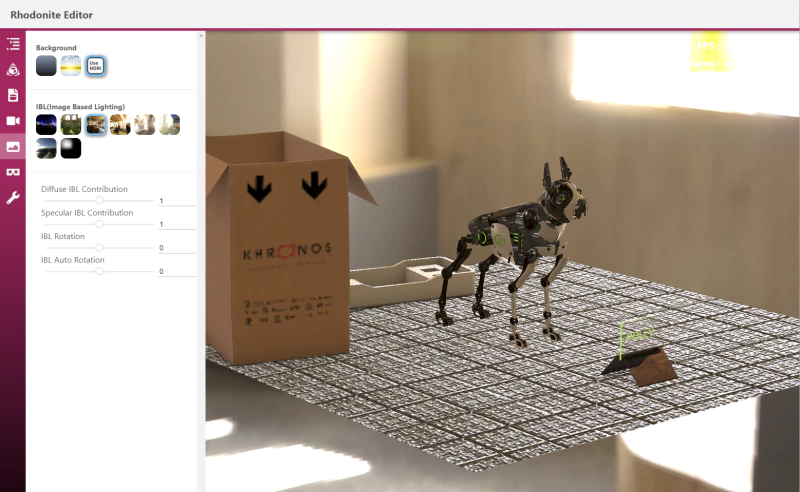 Rhodonite Editor
Background
Use
HDRI
IBL(Image Based Lighting)
Diffuse IBL Contribution
1
Specular IBL Contribution
1
IBL Rotation
0
IBL Auto Rotation
0
KHRONOS